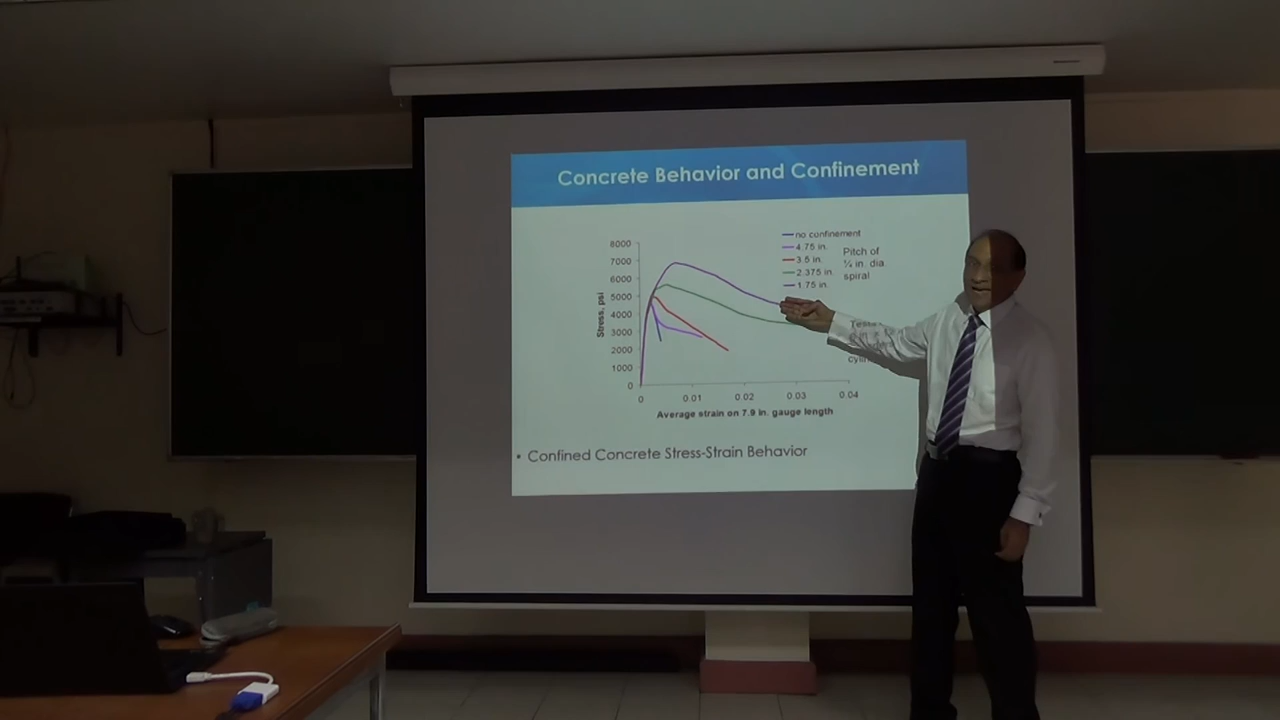 Concrete Behavior and Confinement
no confinement
4.75 in.
3.5 in.
2.375 in.
1.75 in.
Pitch of
¼ in. dia
spiral
8000
7000
6000
5000
4000
3000
2000
1000
0
Stress, psi
0 0.01 0.02 0.03 0.04
Average strain on 7.9 in. gauge length
• Confined Concrete Stress-Strain Behavior